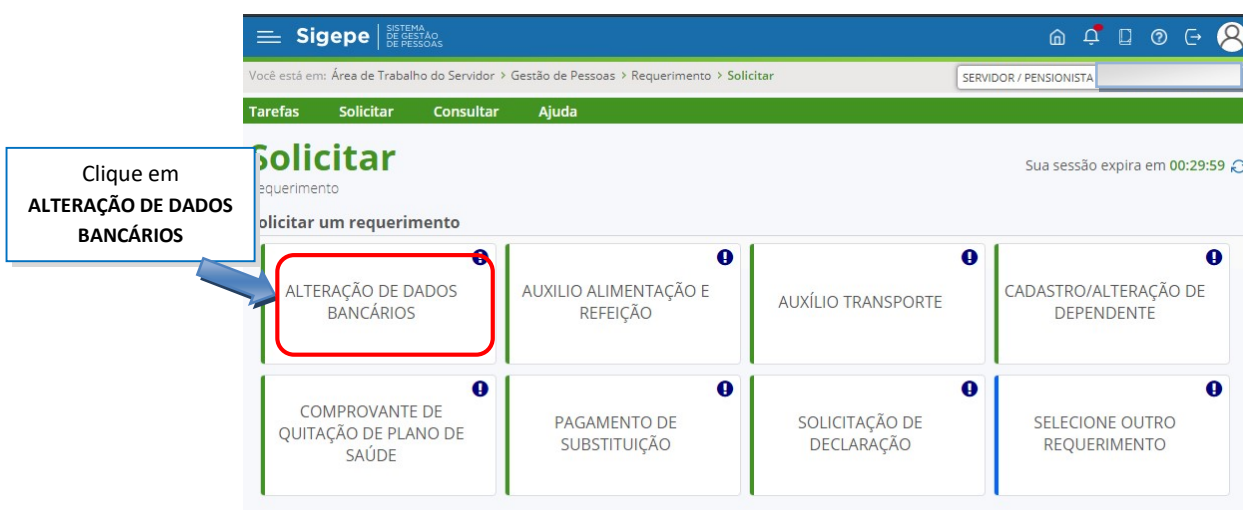 Sigepe
SISTEMA
DE GESTÃO
DE PESSOAS
Você está em: Área de Trabalho do Servidor > Gestão de Pessoas > Requerimento > Solicitar
SERVIDOR / PENSIONISTA
Tarefas Solicitar Consultar Ajuda
Clique em
ALTERAÇÃO DE DADOS
BANCÁRIOS
Solicitar
equerimento
Sua sessão expira em 00:29:59
olicitar um requerimento
ALTERAÇÃO DE DADOS
BANCÁRIOS
AUXILIO ALIMENTAÇÃO E
REFEIÇÃO
AUXÍLIO TRANSPORTE
CADASTRO/ALTERAÇÃO DE
DEPENDENTE
COMPROVANTE DE
QUITAÇÃO DE PLANO DE
SAÚDE
PAGAMENTO DE
SUBSTITUIÇÃO
SOLICITAÇÃO DE
DECLARAÇÃO
SELECIONE OUTRO
REQUERIMENTO